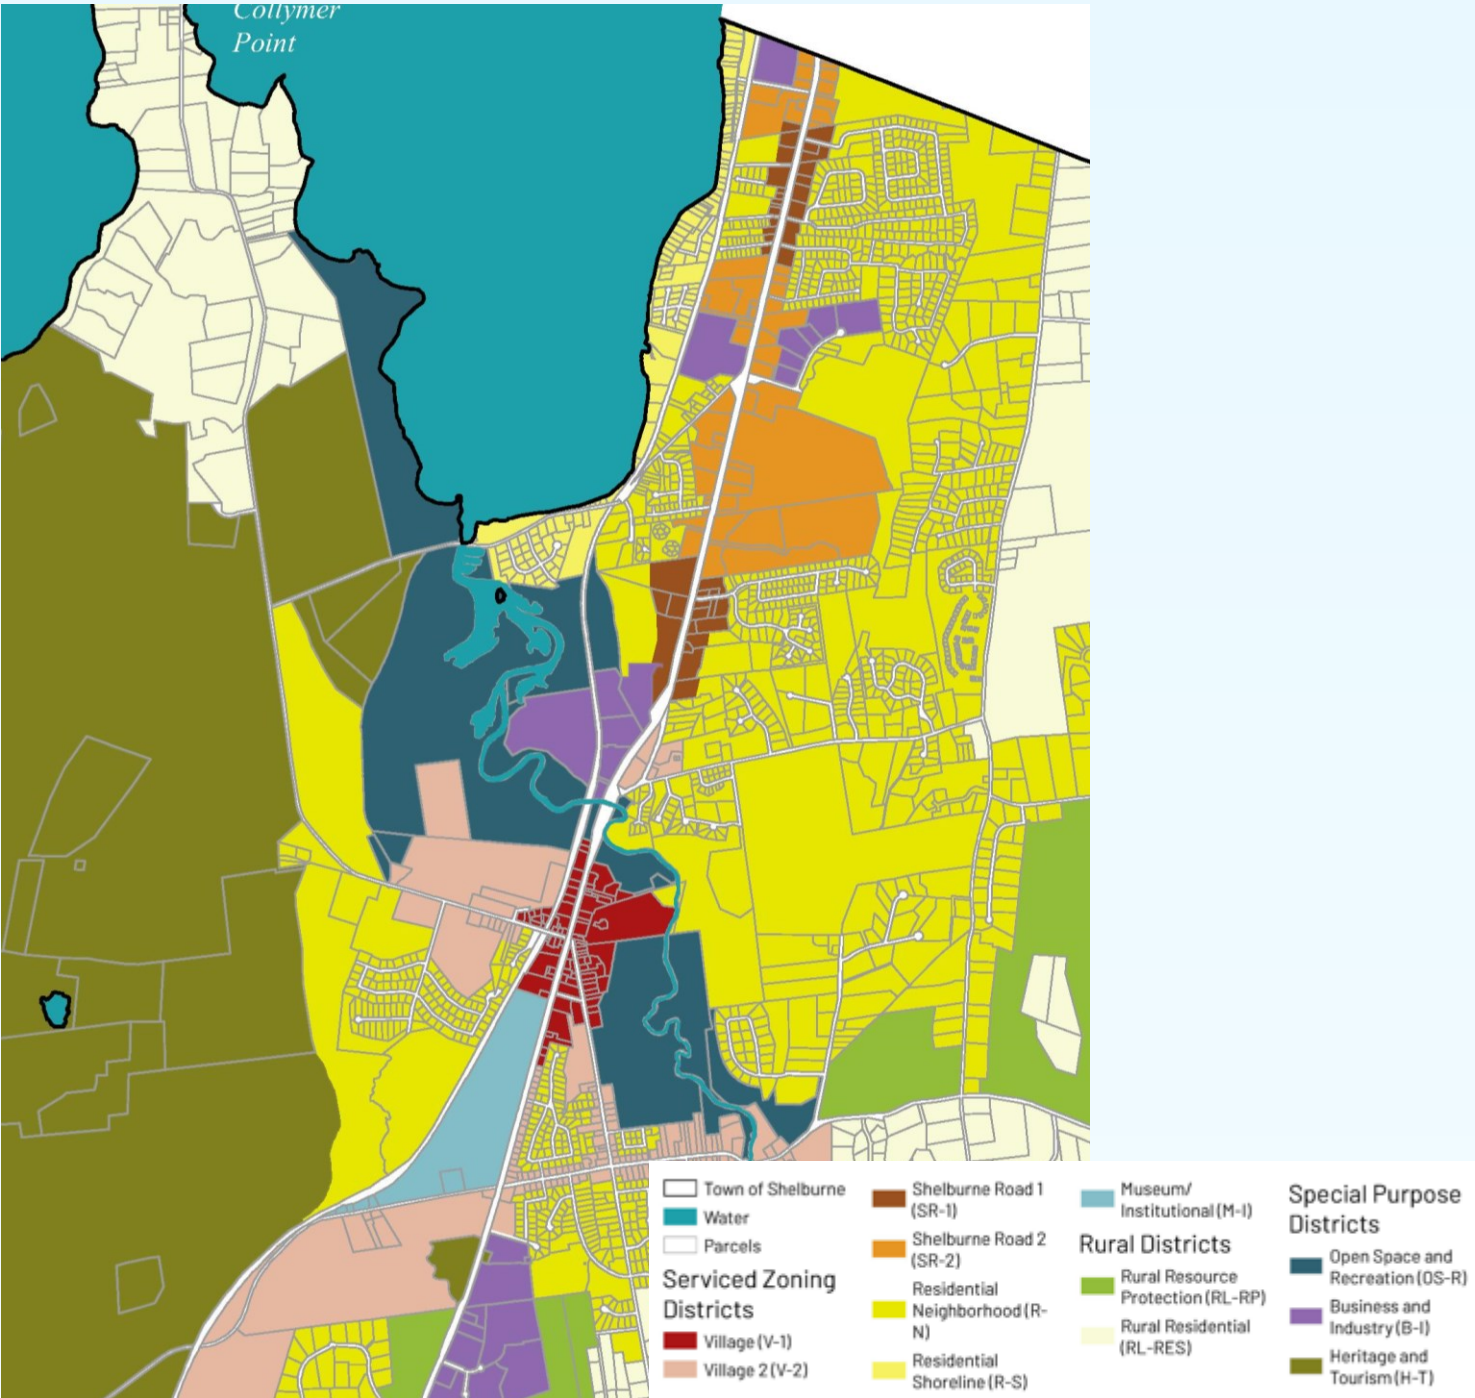 Collymer
Point
Town of Shelburne
Water
Parcels
Serviced Zoning
Districts
Village (V-1)
Village 2 (V-2)
Shelburne Road 1
(SR-1)
Shelburne Road 2
(SR-2)
Residential
Neighborhood (R-
N)
Residential
Shoreline (R-S)
Museum/
Institutional (M-I)
Rural Districts
Rural Resource
Protection (RL-RP)
Rural Residential
(RL-RES)
Special Purpose
Districts
Open Space and
Recreation (OS-R)
Business and
Industry (B-I)
Heritage and
Tourism (H-T)